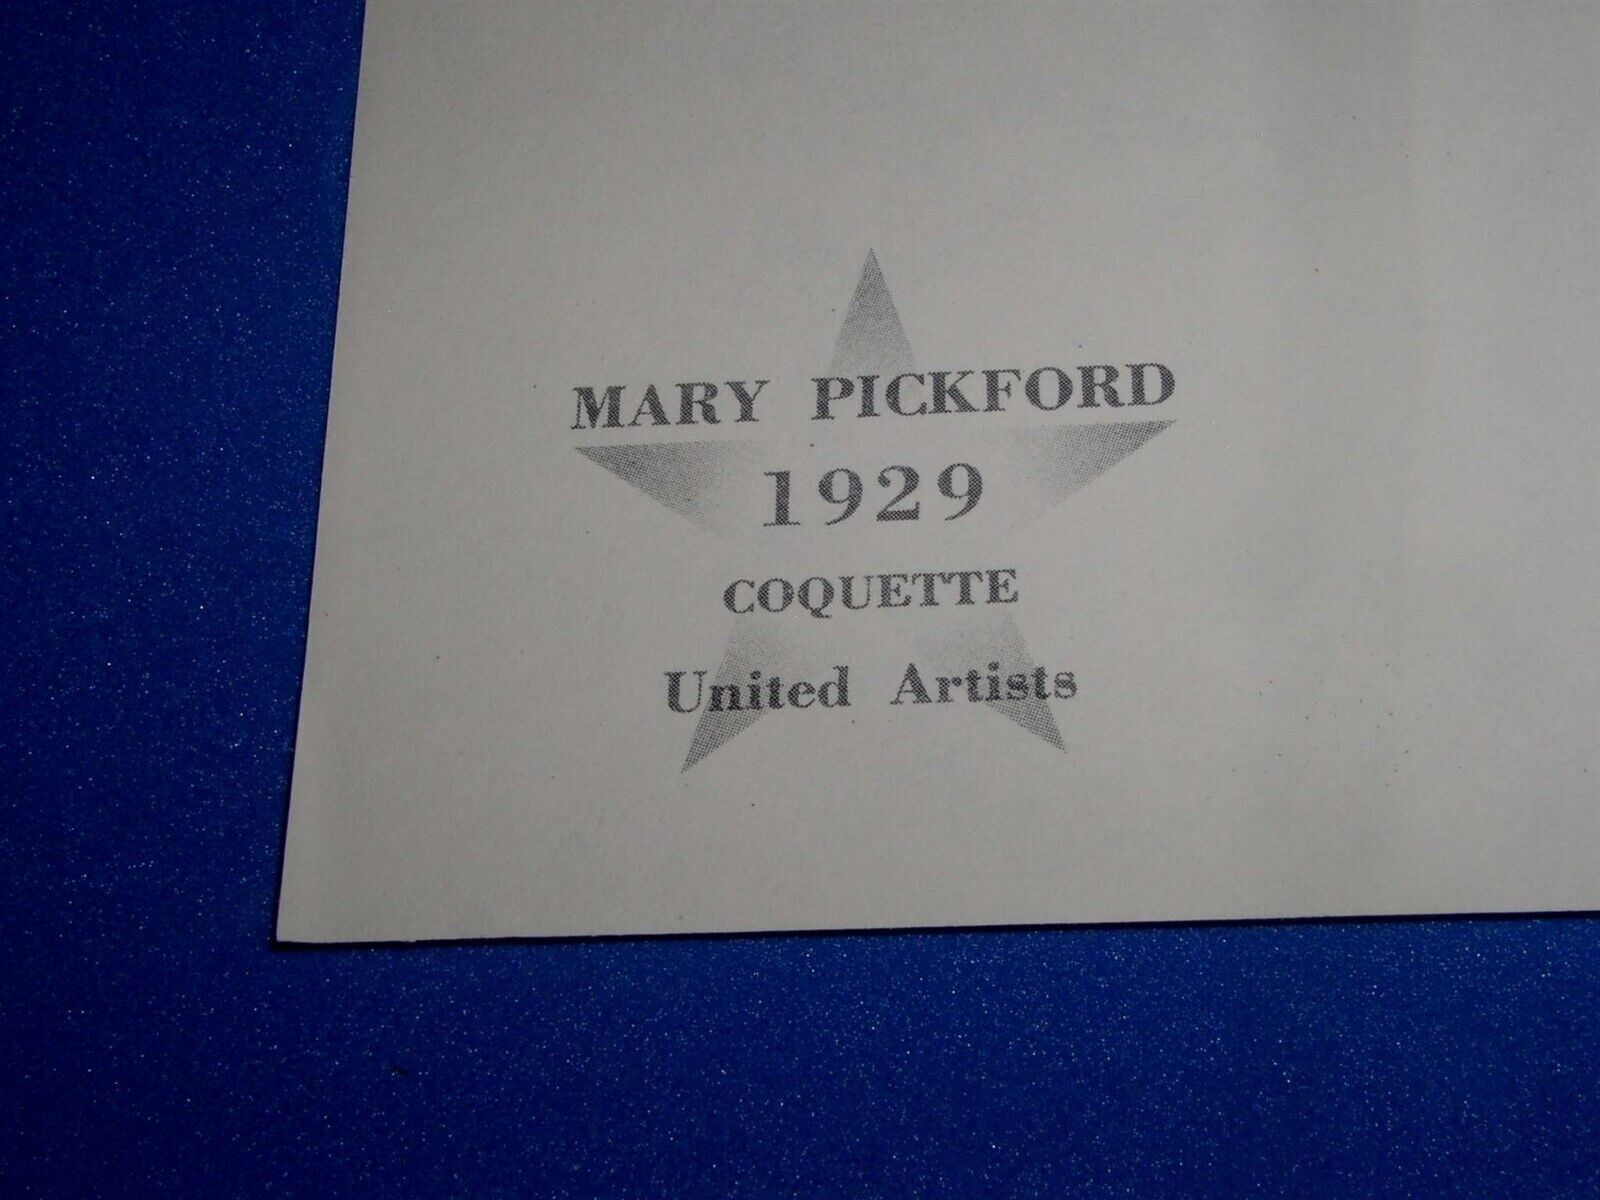 MARY PICKFORD
1929
COQUETTE
United Artists